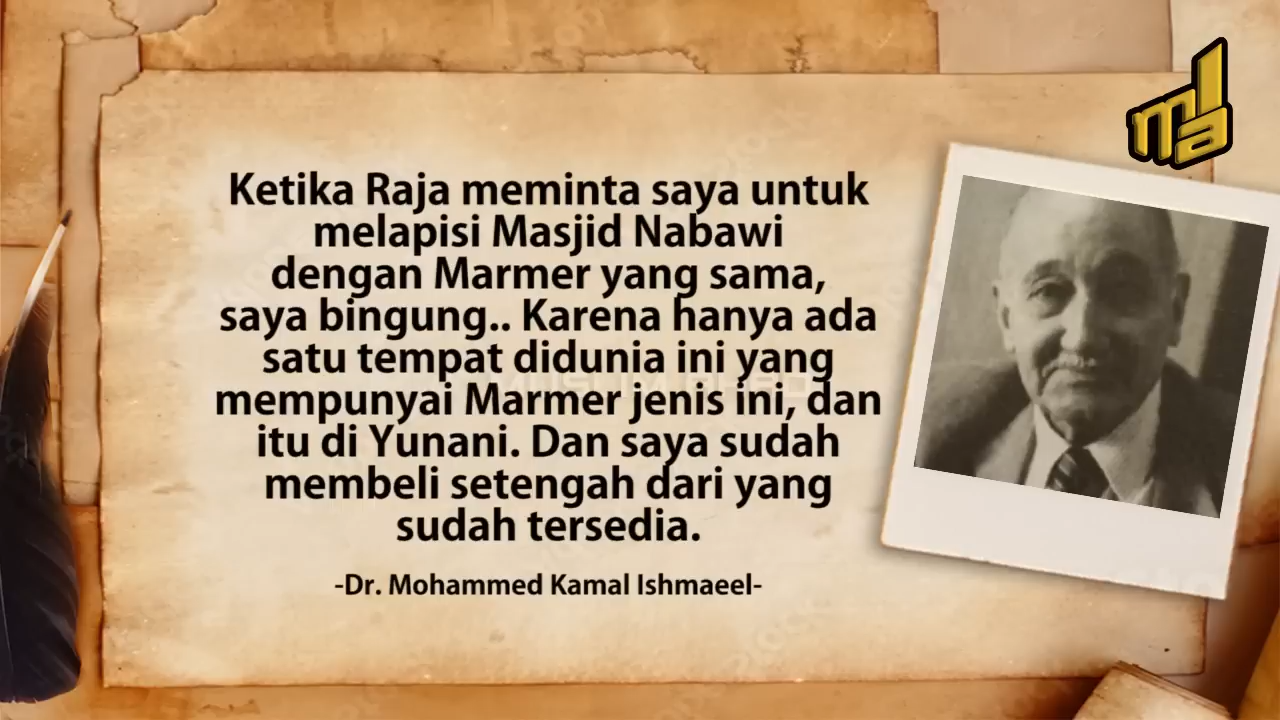 mla
Ketika Raja meminta saya untuk
melapisi Masjid Nabawi
dengan Marmer yang sama,
saya bingung.. Karena hanya ada
satu tempat didunia ini yang
mempunyai Marmer jenis ini, dan
itu di Yunani. Dan saya sudah
membeli setengah dari yang
sudah tersedia.
-Dr. Mohammed Kamal Ishmaeel-